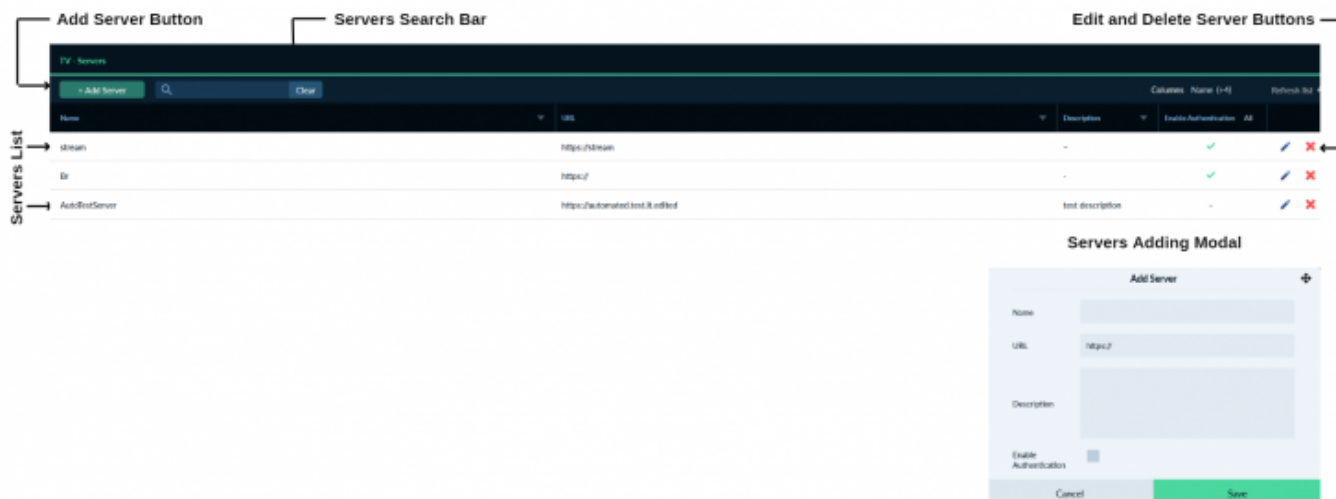 Add Server Button
Servers Search Bar
Edit and Delete Server Buttons
TV - Servers
+ Add Server
Clear
Columns Name (+4)
Refresh list
Name
URL
Description
Enable Authentication All
Servers List
stream
https://stream
-
Br
https://
-
AutoTestServer
https://automated.test.lt.edited
test description
-
Servers Adding Modal
Add Server
Name
URL
https://
Description
Enable
Authentication
Cancel
Save